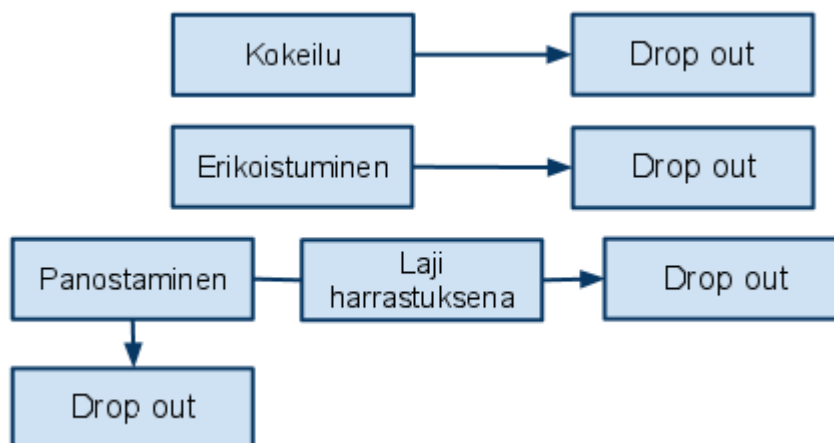 Kokeilu
Drop out
Erikoistuminen
Drop out
Panostaminen
Laji
harrastuksena
Drop out
Drop out